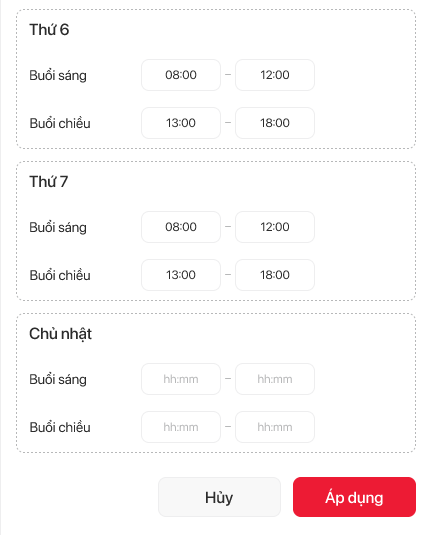 Thứ 6
Buổi sáng 08:00 – 12:00
Buổi chiều 13:00 – 18:00
Thứ 7
Buổi sáng 08:00 – 12:00
Buổi chiều 13:00 – 18:00
Chủ nhật
Buổi sáng hh:mm – hh:mm
Buổi chiều hh:mm – hh:mm
Hủy Áp dụng